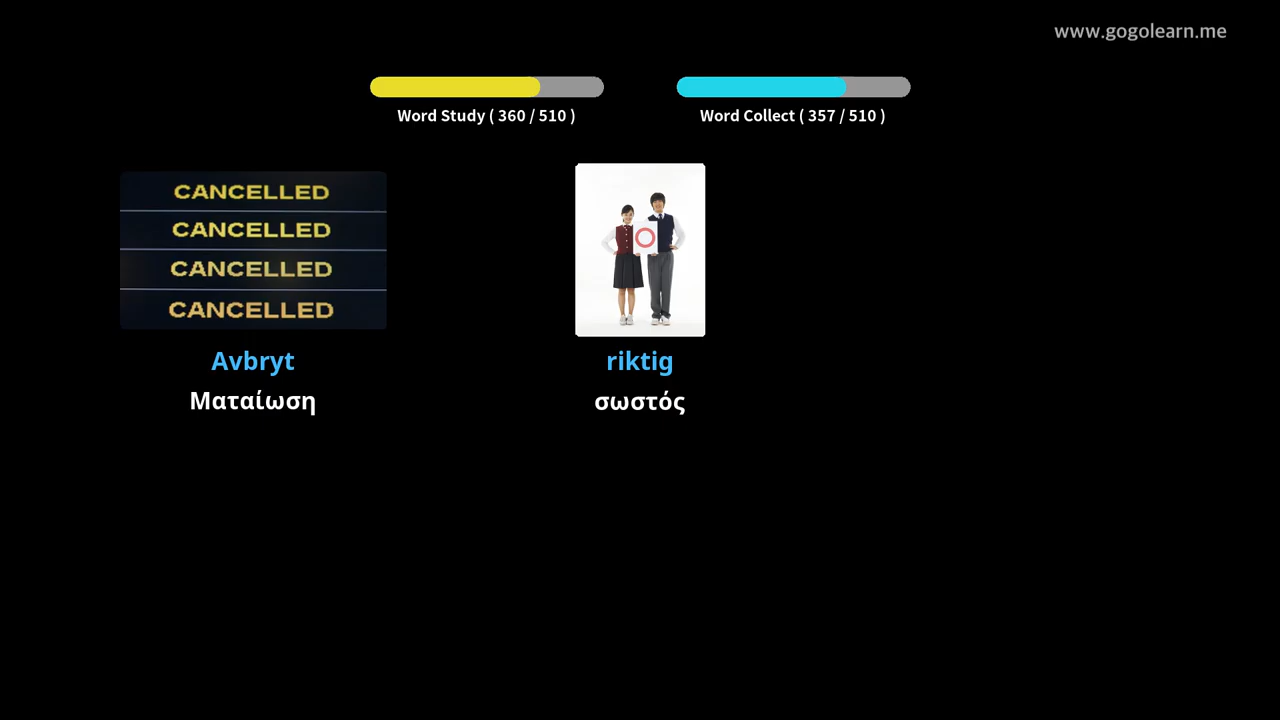 www.gogolearn.me
Word Study ( 360 / 510 )
Word Collect ( 357 / 510 )
CANCELLED
CANCELLED
CANCELLED
CANCELLED
Avbryt
Ματαίωση
riktig
σωστός